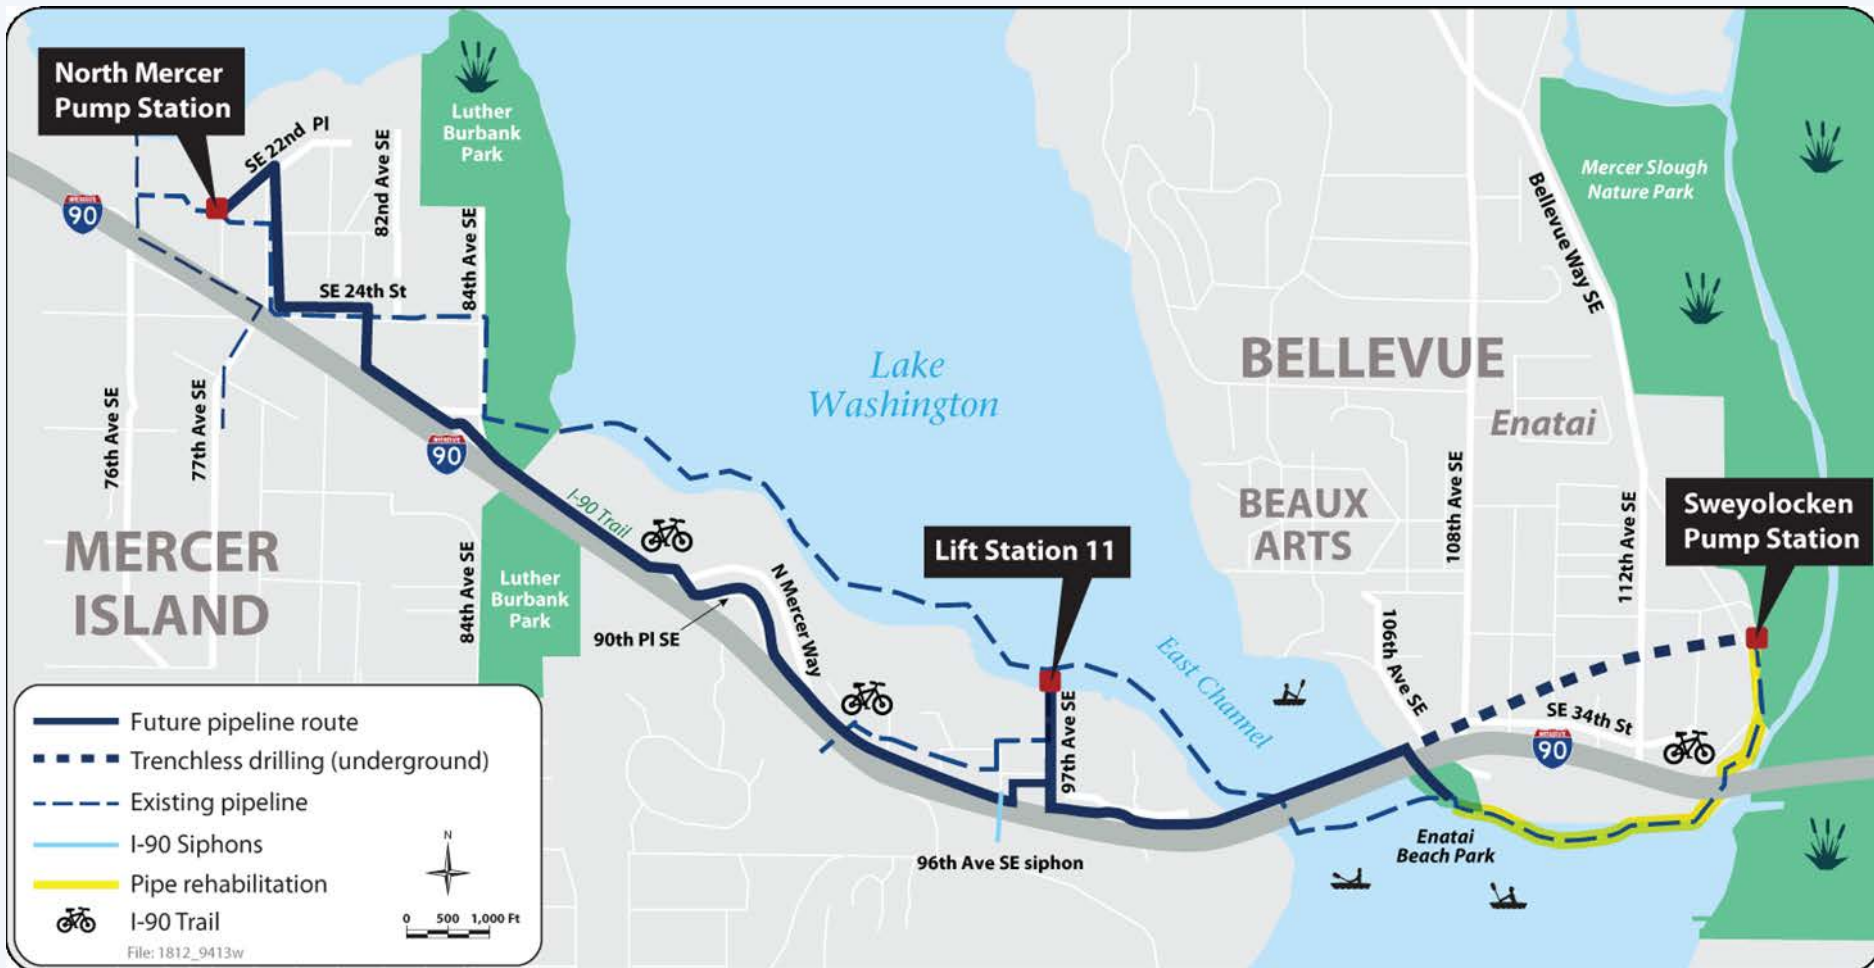 North Mercer
Pump Station
SE 22nd Pl
82nd Ave SE
Luther
Burbank
Park
84th Ave SE
90
SE 24th St
76th Ave SE
77th Ave SE
90
MERCER
ISLAND
84th Ave SE
Luther
Burbank
Park
I-90 Trail
90th Pl SE
N Mercer Way
Lake
Washington
Lift Station 11
97th Ave SE
96th Ave SE siphon
East Channel
BELLEVUE
Enatai
BEAUX
ARTS
Bellevue Way SE
Mercer Slough
Nature Park
108th Ave SE
112th Ave SE
106th Ave SE
Sweyolocken
Pump Station
SE 34th St
90
Enatai
Beach Park
Future pipeline route
Trenchless drilling (underground)
Existing pipeline
I-90 Siphons
Pipe rehabilitation
I-90 Trail
File: 1812_9413w
N
0 500 1,000 Ft